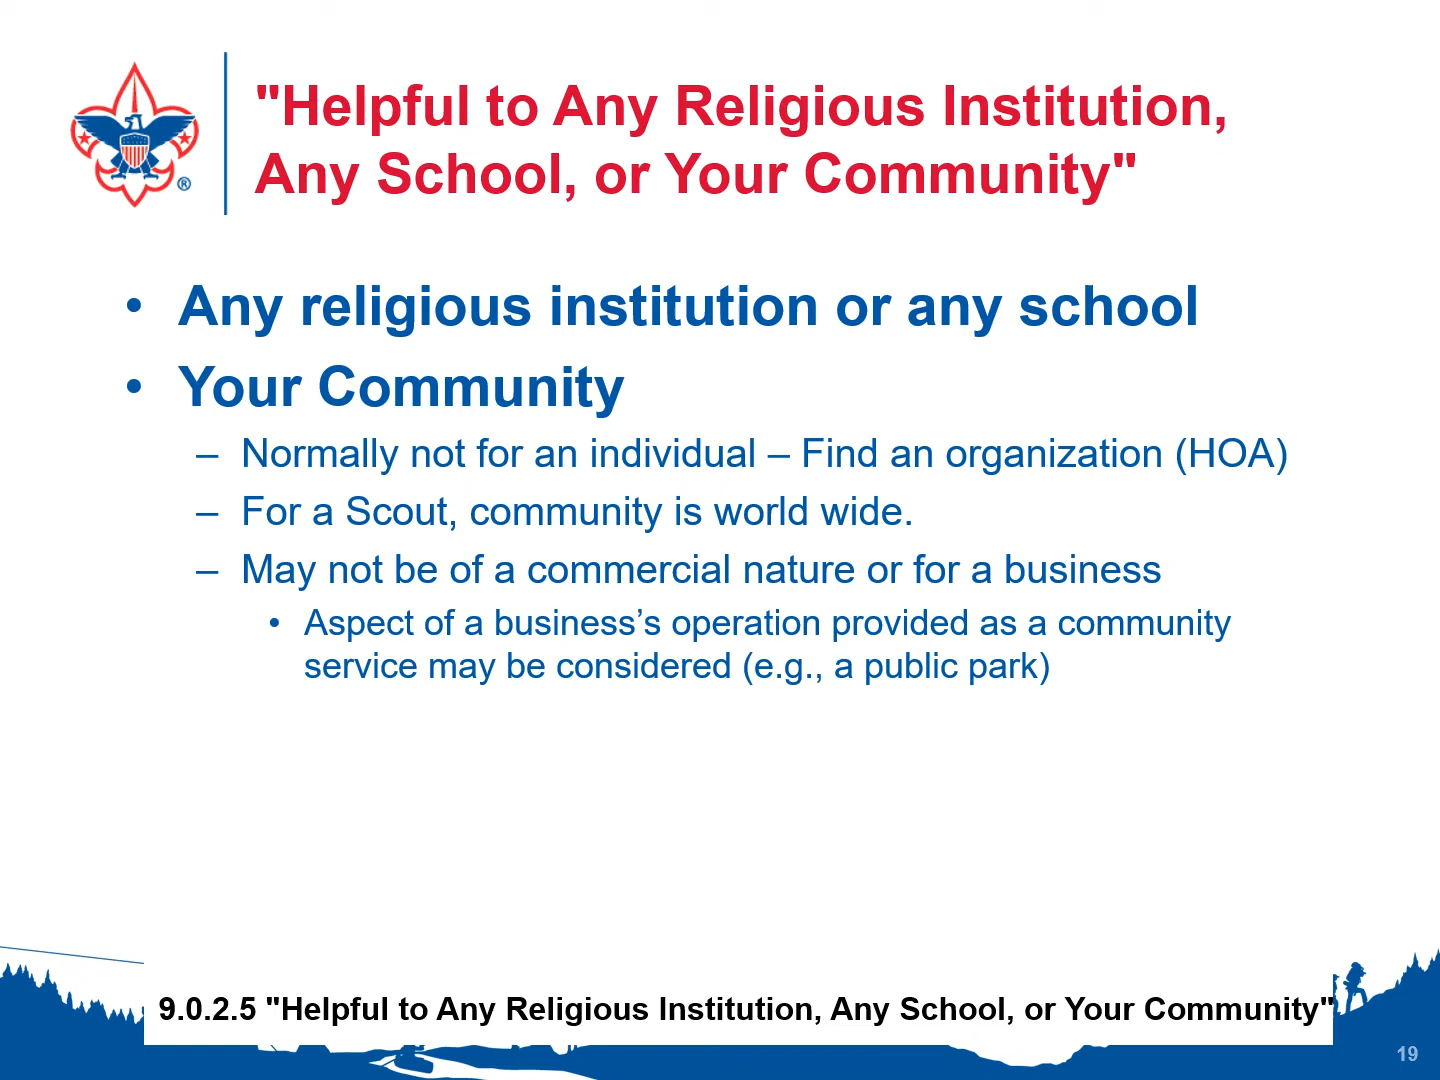 "Helpful to Any Religious Institution,
Any School, or Your Community"
®
• Any religious institution or any school
• Your Community
– Normally not for an individual – Find an organization (HOA)
– For a Scout, community is world wide.
– May not be of a commercial nature or for a business
• Aspect of a business’s operation provided as a community
service may be considered (e.g., a public park)
9.0.2.5 "Helpful to Any Religious Institution, Any School, or Your Community"
19